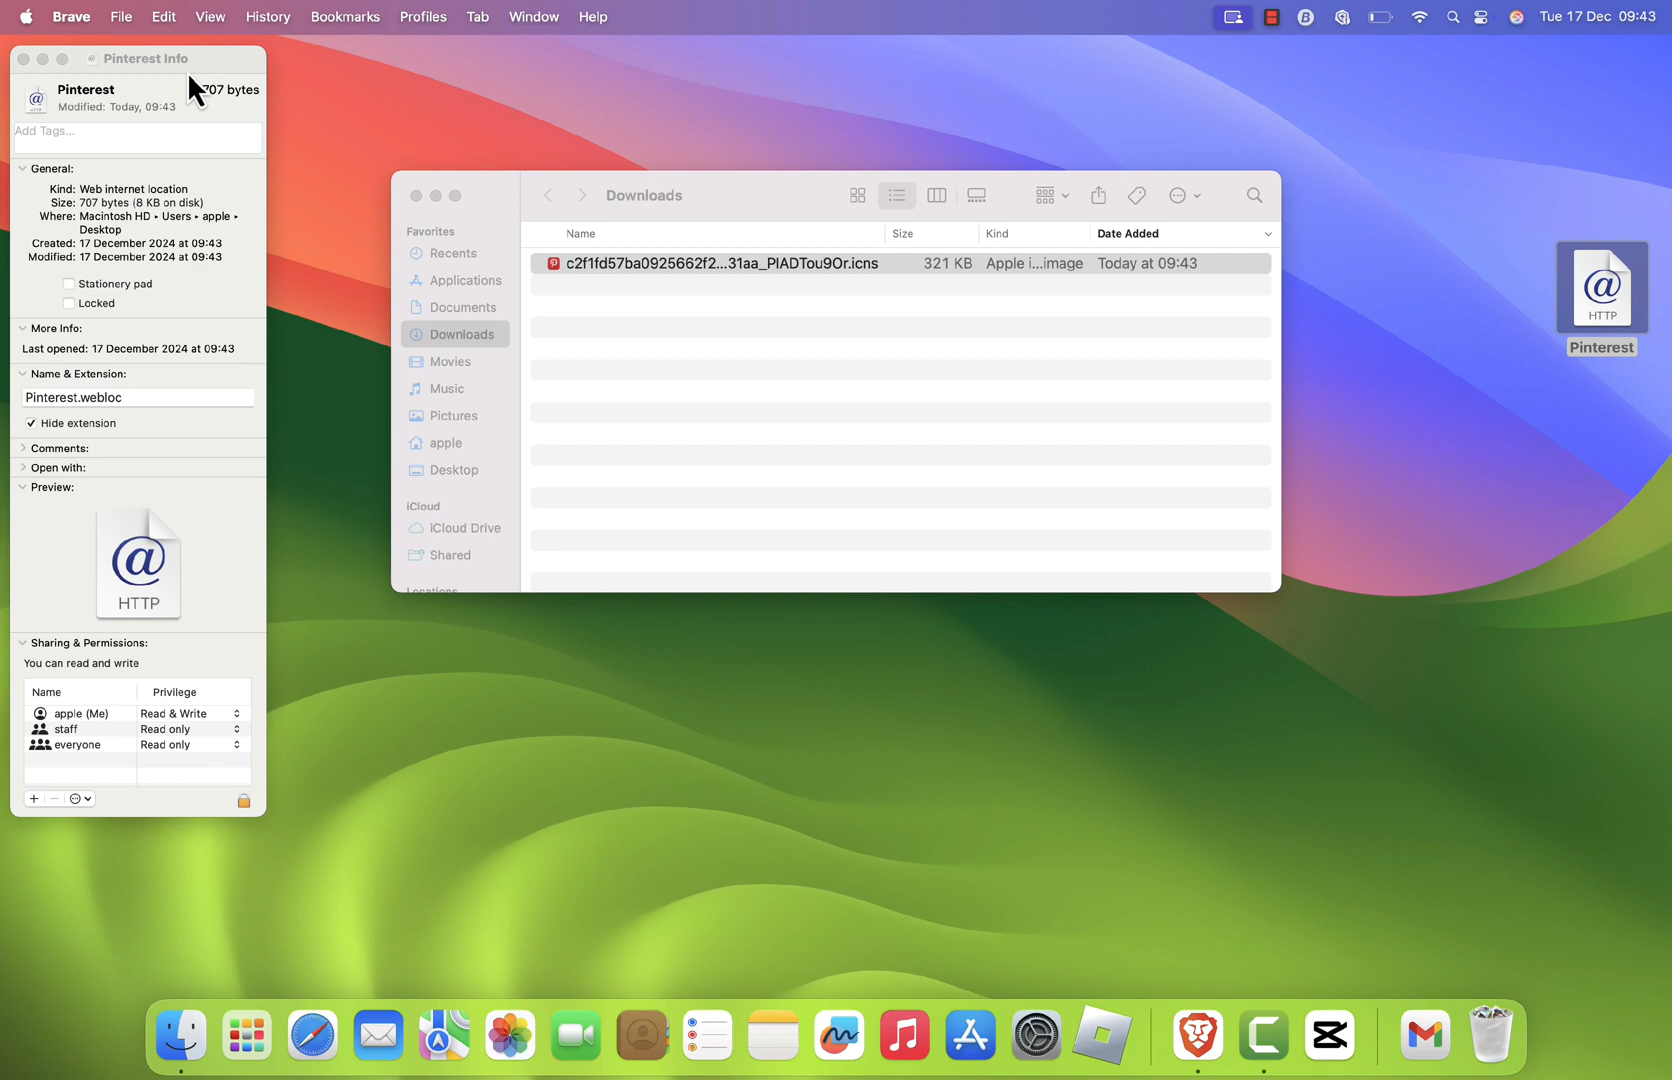 Brave File Edit View History Bookmarks Profiles Tab Window Help
Tue 17 Dec 09:43
Pinterest Info
Pinterest 707 bytes
Modified: Today, 09:43
Add Tags...
General:
Kind: Web internet location
Size: 707 bytes (8 KB on disk)
Where: Macintosh HD ▸ Users ▸ apple ▸
Desktop
Created: 17 December 2024 at 09:43
Modified: 17 December 2024 at 09:43
Stationery pad
Locked
More Info:
Last opened: 17 December 2024 at 09:43
Name & Extension:
Pinterest.webloc
Hide extension
Comments:
Open with:
Preview:
@
HTTP
Sharing & Permissions:
You can read and write
Name Privilege
apple (Me) Read & Write
staff Read only
everyone Read only
Downloads
Favorites
Recents
Applications
Documents
Downloads
Movies
Music
Pictures
apple
Desktop
iCloud
iCloud Drive
Shared
Locations
Name Size Kind Date Added
c2f1fd57ba0925662f2...31aa_PIADTou9Or.icns 321 KB Apple i...image Today at 09:43
@
HTTP
Pinterest